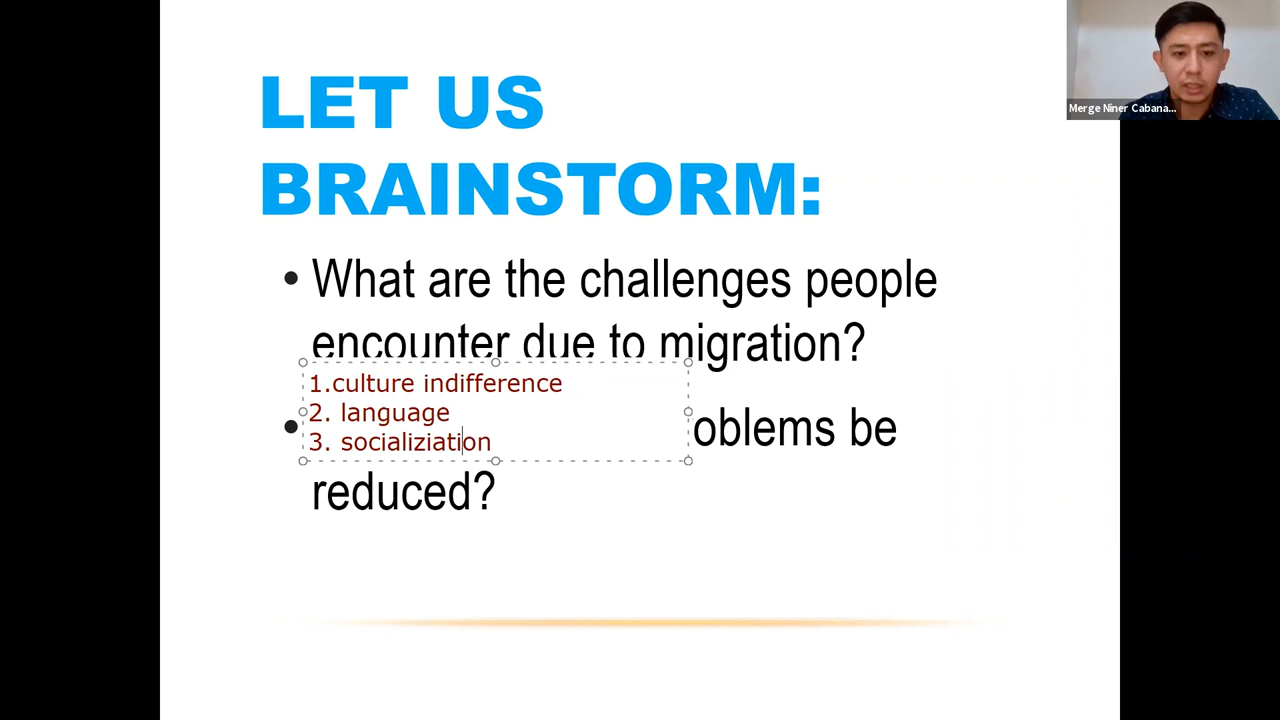 LET US
BRAINSTORM:
• What are the challenges people
encounter due to migration?
1.culture indifference
2. language
3. socializiation
• oblems be
reduced?
Merge Niner Cabana...